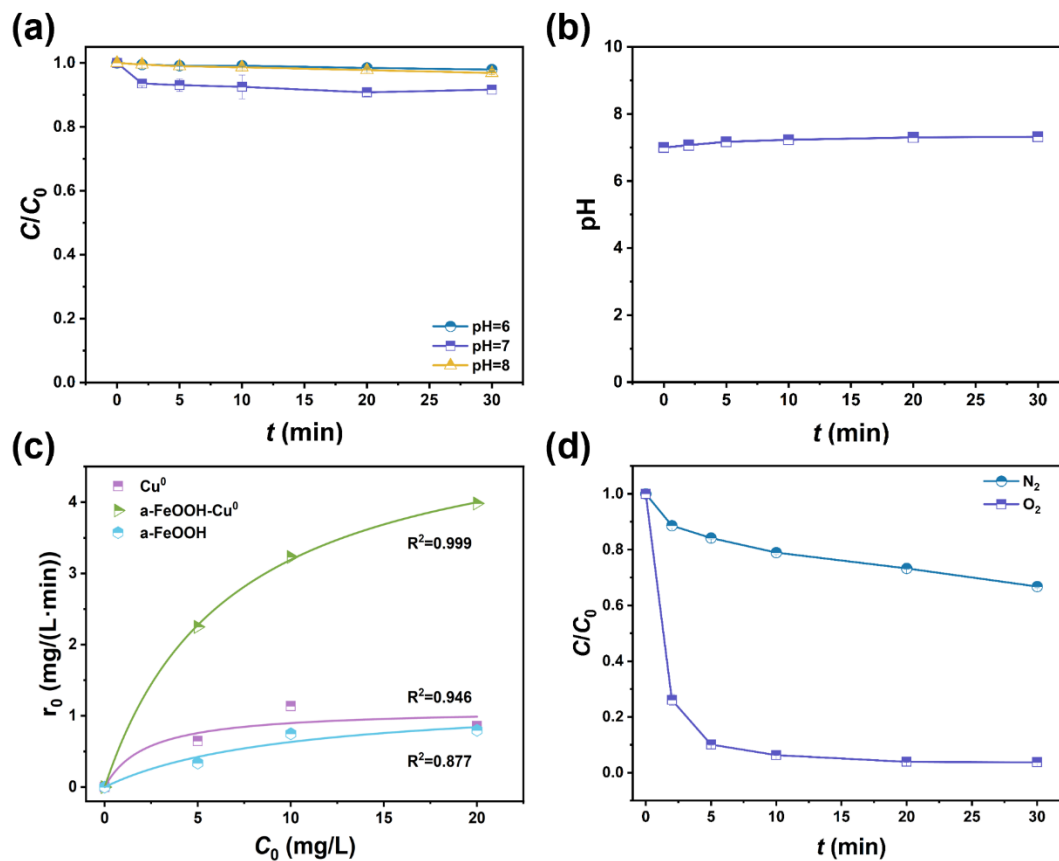 (a)
1.0
0.8
0.6
0.4
0.2
0.0
C/C₀
pH=6
pH=7
pH=8
0 5 10 15 20 25 30
t (min)
(b)
10
8
6
4
2
0
pH
0 5 10 15 20 25 30
t (min)
(c)
Cu⁰
a-FeOOH-Cu⁰
a-FeOOH
4
3
2
1
0
r₀ (mg/(L·min))
R²=0.999
R²=0.946
R²=0.877
0 5 10 15 20
C₀ (mg/L)
(d)
N₂
O₂
1.0
0.8
0.6
0.4
0.2
0.0
C/C₀
0 5 10 15 20 25 30
t (min)